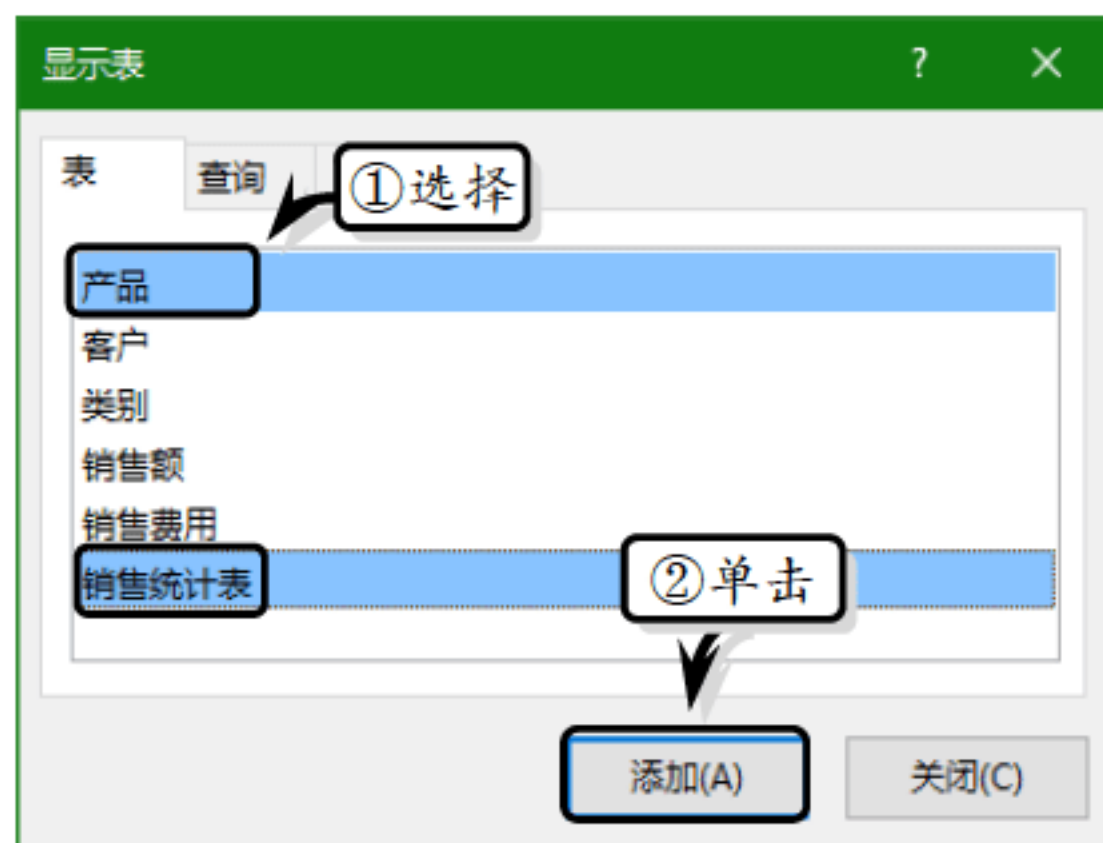 显示表 ? ×
表 查询
①选择
产品
客户
类别
销售额
销售费用
销售统计表
②单击
添加(A) 关闭(C)